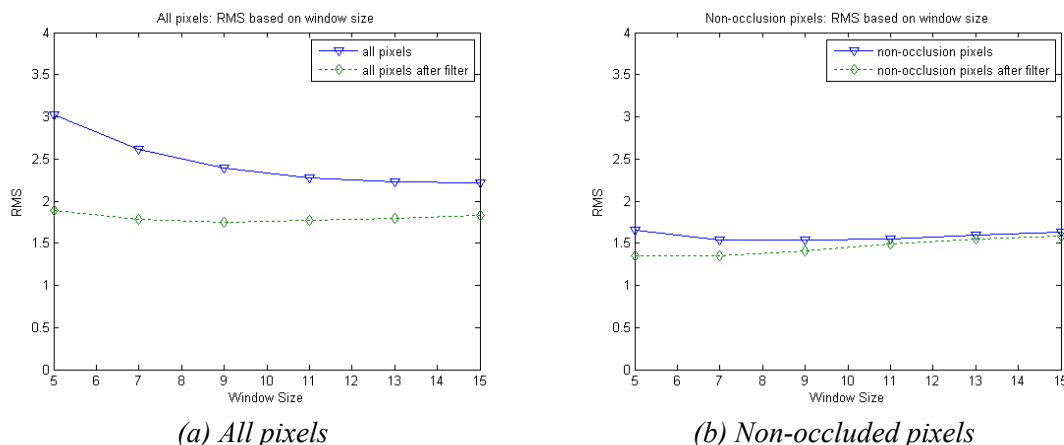 All pixels: RMS based on window size
all pixels
all pixels after filter
4
3.5
3
2.5
2
1.5
1
0.5
0
RMS
5 6 7 8 9 10 11 12 13 14 15
Window Size
(a) All pixels
Non-occlusion pixels: RMS based on window size
non-occlusion pixels
non-occlusion pixels after filter
4
3.5
3
2.5
2
1.5
1
0.5
0
RMS
5 6 7 8 9 10 11 12 13 14 15
Window Size
(b) Non-occluded pixels